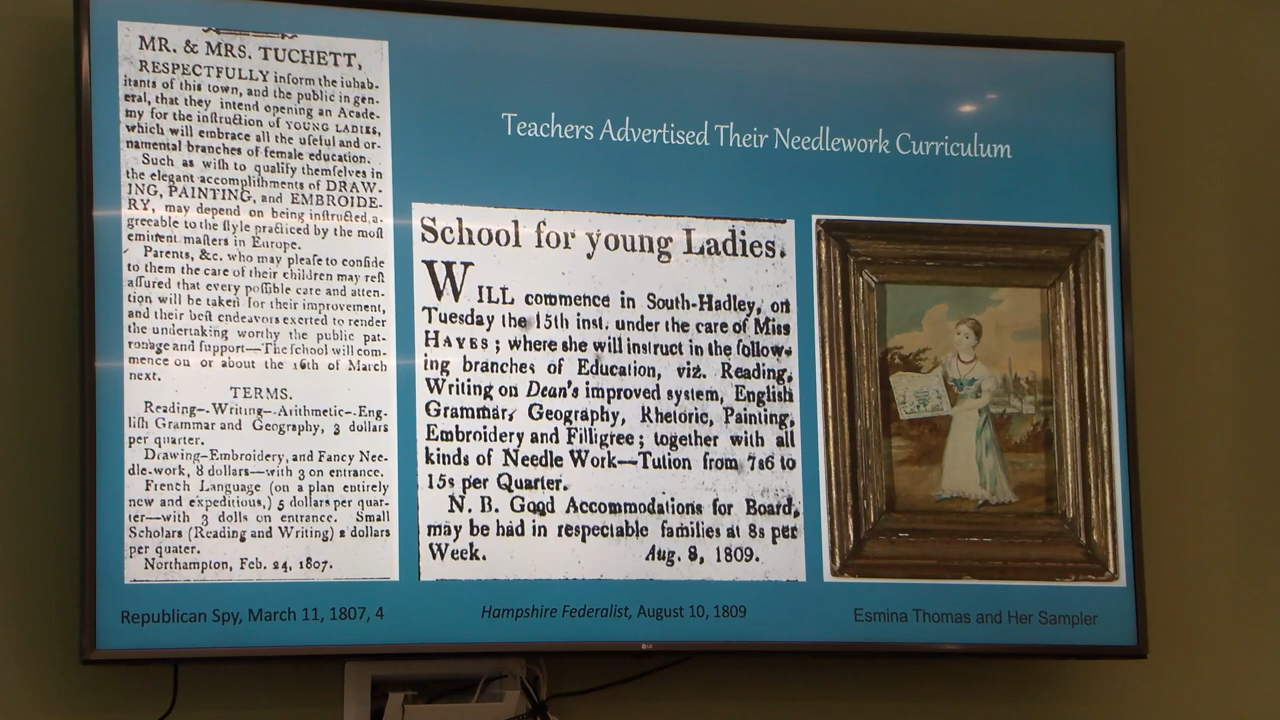 MR. & MRS. TUCHETT,
RESPECTFULLY inform the iuhab-
itants of this town, and the public in gen-
eral, that they intend opening an Acade-
my for the inſtruction of YOUNG LADIES,
which will embrace all the uſeful and or-
namental branches of female education.
Such as wiſh to qualify themſelves in
the elegant accompliſhments of DRAW-
ING, PAINTING, and EMBROIDE-
RY, may depend on being inſtructed, a-
greeable to the ſtyle practiced by the moſt
eminent maſters in Europe.
Parents, &c. who may pleaſe to confide
to them the care of their children may reſt
aſſured that every poſſible care and atten-
tion will be taken for their improvement,
and their beſt endeavors exerted to render
the undertaking worthy the public pat-
ronage and ſupport—The ſchool will com-
mence on or about the 16th of March
next.
TERMS.
Reading--Writing--Arithmetic--Eng-
liſh Grammar and Geography, 3 dollars
per quarter.
Drawing-Embroidery, and Fancy Nee-
dle-work, 8 dollars—with 3 on entrance.
French Language (on a plan entirely
new and expeditious,) 5 dollars per quar-
ter—with 3 dolls on entrance. Small
Scholars (Reading and Writing) 2 dollars
per quater.
Northampton, Feb. 24, 1807.
Republican Spy, March 11, 1807, 4
Teachers Advertised Their Needlework Curriculum
School for young Ladies.
WILL commence in South-Hadley, on
Tuesday the 15th inst. under the care of Miss
HAYES; where she will instruct in the follow-
ing branches of Education, viz. Reading,
Writing on Dean's improved system, English
Grammar, Geography, Rhetoric, Painting,
Embroidery and Filligree; together with all
kinds of Needle Work—Tution from 7s6 to
15s per Quarter.
N. B. Good Accommodations for Board,
may be had in respectable families at 8s per
Week. Aug. 8, 1809.
Hampshire Federalist, August 10, 1809
Esmina Thomas and Her Sampler
LG